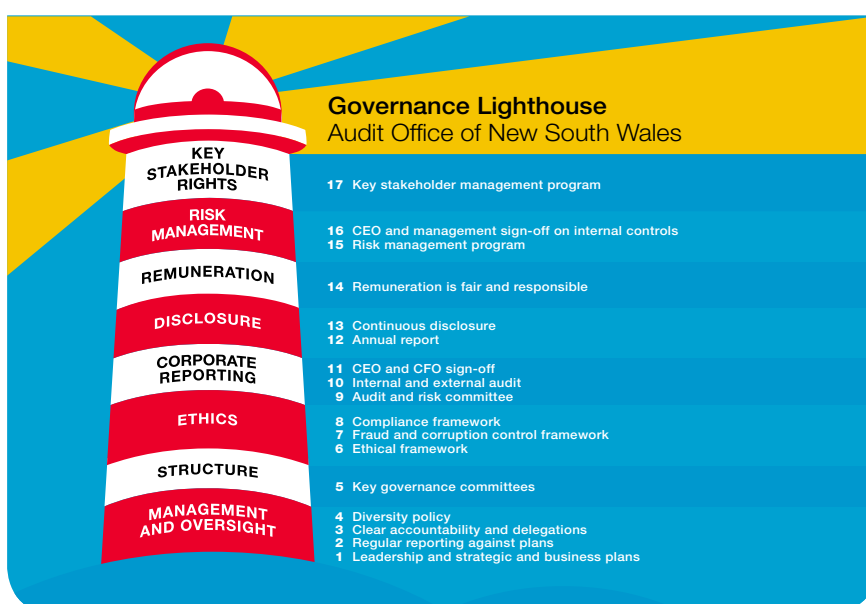 Governance Lighthouse
Audit Office of New South Wales
KEY
STAKEHOLDER
RIGHTS
17 Key stakeholder management program
RISK
MANAGEMENT
16 CEO and management sign-off on internal controls
15 Risk management program
REMUNERATION
14 Remuneration is fair and responsible
DISCLOSURE
13 Continuous disclosure
12 Annual report
CORPORATE
REPORTING
11 CEO and CFO sign-off
10 Internal and external audit
9 Audit and risk committee
ETHICS
8 Compliance framework
7 Fraud and corruption control framework
6 Ethical framework
STRUCTURE
5 Key governance committees
MANAGEMENT
AND OVERSIGHT
4 Diversity policy
3 Clear accountability and delegations
2 Regular reporting against plans
1 Leadership and strategic and business plans